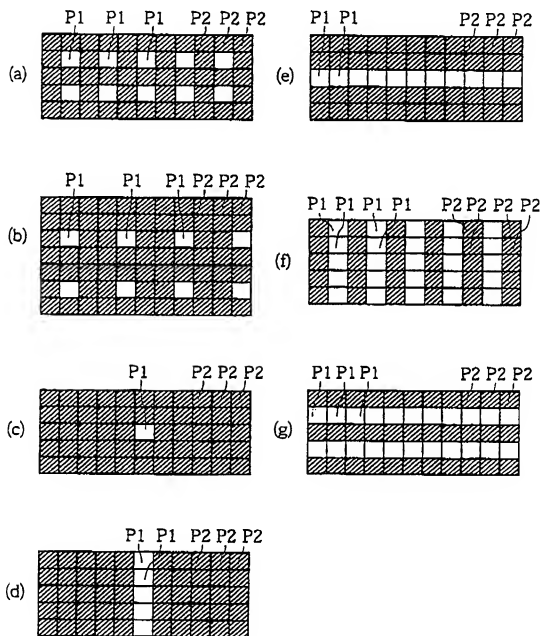 P1 P1 P1 P2 P2 P2
(a)
P1 P1 P1 P2 P2 P2
(b)
P1 P2 P2 P2
(c)
P1 P1 P2 P2 P2
(d)
P1 P1 P2 P2 P2
(e)
P1 P1 P1 P1 P2 P2 P2
(f)
P1 P1 P1 P2 P2 P2
(g)